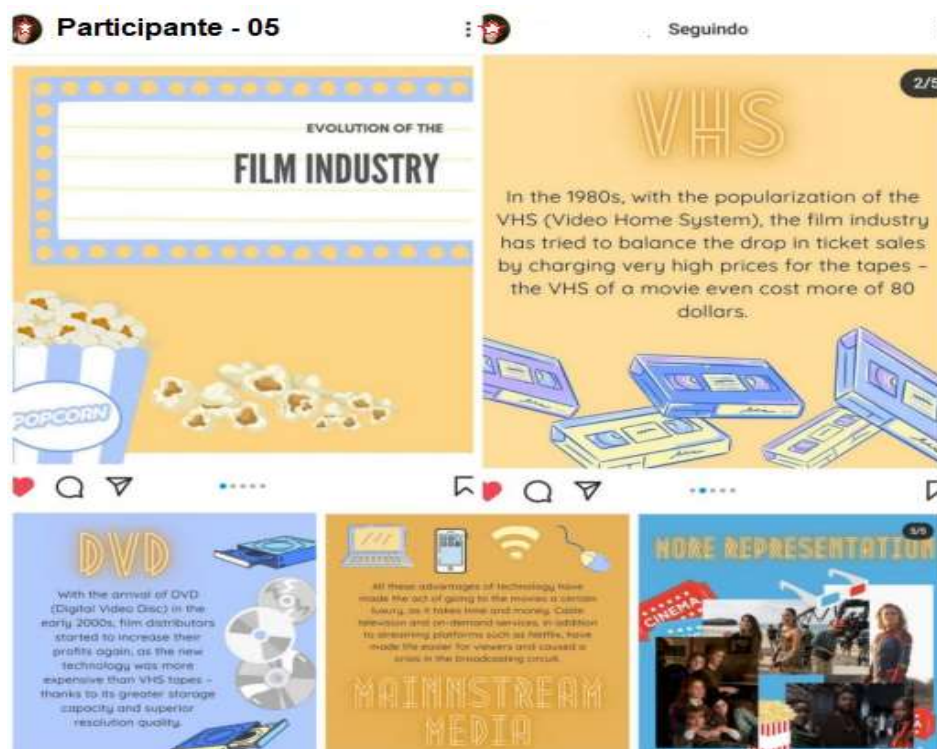 Participante - 05
EVOLUTION OF THE
FILM INDUSTRY
POPCORN
Seguindo
2/5
VHS
In the 1980s, with the popularization of the
VHS (Video Home System), the film industry
has tried to balance the drop in ticket sales
by charging very high prices for the tapes –
the VHS of a movie even cost more of 80
dollars.
DVD
With the arrival of DVD
(Digital Video Disc) in the
early 2000s, film distributors
started to increase their
profits again, as the new
technology was more
expensive than VHS tapes –
thanks to its greater storage
capacity and superior
resolution quality.
All these advantages of technology have
made the act of going to the movies a certain
luxury, as it takes time and money. Cable
television and on-demand services, in addition
to streaming platforms such as Netflix, have
made life easier for viewers and caused a
crisis in the broadcasting circuit.
MAINNSTREAM
MEDIA
5/5
MORE REPRESENTATION
CINEMA